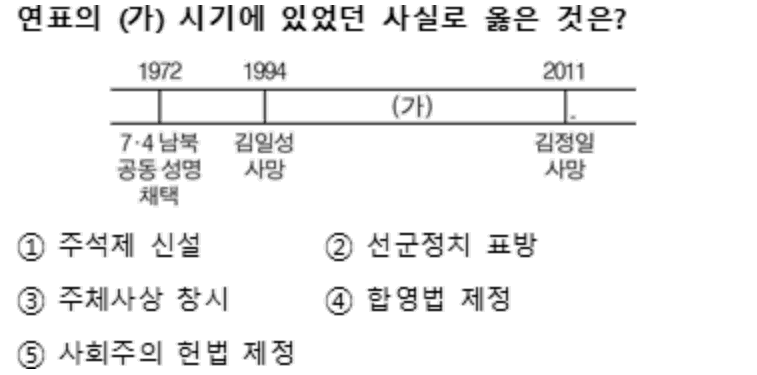 연표의 (가) 시기에 있었던 사실로 옳은 것은?
1972 1994 2011
(가)
7·4 남북 김일성 김정일
공동 성명 사망 사망
채택
① 주석제 신설 ② 선군정치 표방
③ 주체사상 창시 ④ 합영법 제정
⑤ 사회주의 헌법 제정